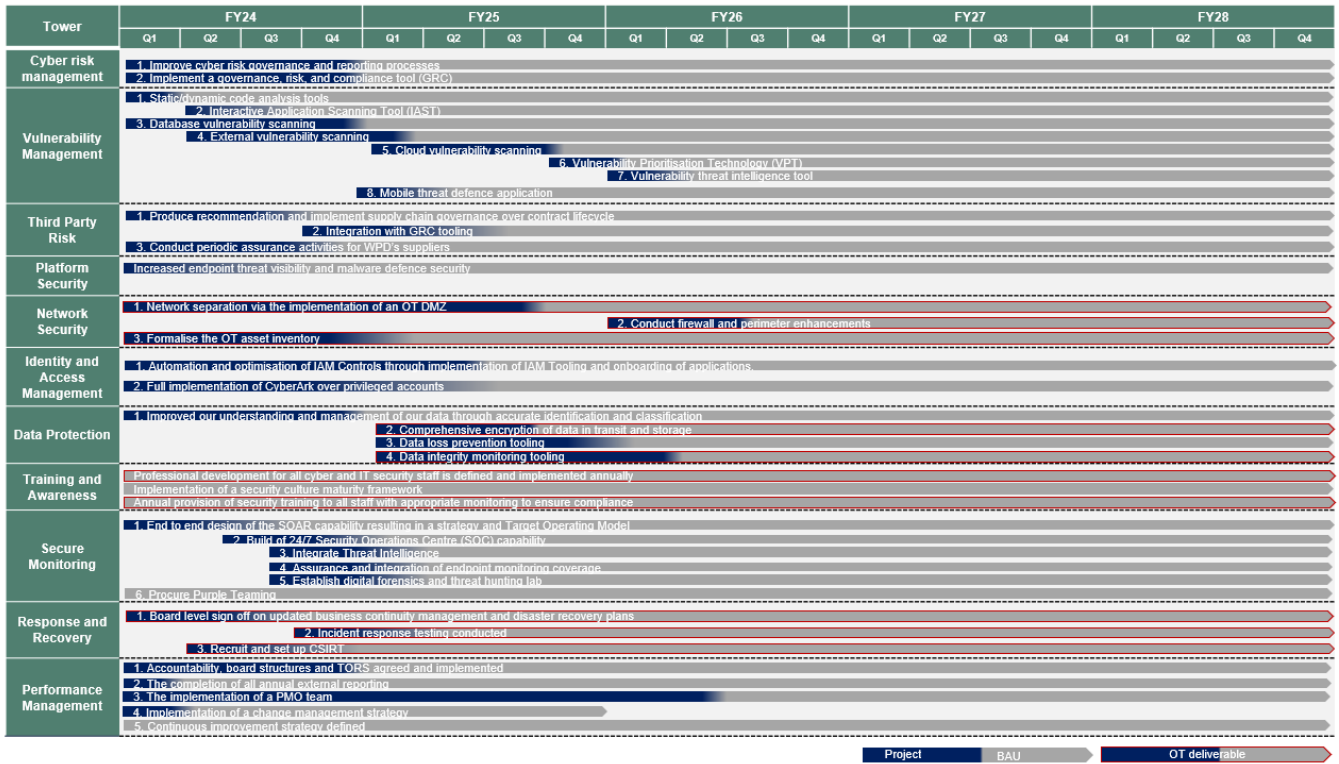 Tower
FY24 FY25 FY26 FY27 FY28
Q1 Q2 Q3 Q4 Q1 Q2 Q3 Q4 Q1 Q2 Q3 Q4 Q1 Q2 Q3 Q4 Q1 Q2 Q3 Q4
Cyber risk
management
1. Improve cyber risk governance and reporting processes
2. Implement a governance, risk, and compliance tool (GRC)
Vulnerability
Management
1. Static/dynamic code analysis tools
2. Interactive Application Scanning Tool (IAST)
3. Database vulnerability scanning
4. External vulnerability scanning
5. Cloud vulnerability scanning
6. Vulnerability Prioritisation Technology (VPT)
7. Vulnerability threat intelligence tool
8. Mobile threat defence application
Third Party
Risk
1. Produce recommendation and implement supply chain governance over contract lifecycle
2. Integration with GRC tooling
3. Conduct periodic assurance activities for WPD's suppliers
Platform
Security
Increased endpoint threat visibility and malware defence security
Network
Security
1. Network separation via the implementation of an OT DMZ
2. Conduct firewall and perimeter enhancements
3. Formalise the OT asset inventory
Identity and
Access
Management
1. Automation and optimisation of IAM Controls through implementation of IAM Tooling and onboarding of applications.
2. Full implementation of CyberArk over privileged accounts
Data Protection
1. Improved our understanding and management of our data through accurate identification and classification
2. Comprehensive encryption of data in transit and storage
3. Data loss prevention tooling
4. Data integrity monitoring tooling
Training and
Awareness
Professional development for all cyber and IT security staff is defined and implemented annually
Implementation of a security culture maturity framework
Annual provision of security training to all staff with appropriate monitoring to ensure compliance
Secure
Monitoring
1. End to end design of the SOAR capability resulting in a strategy and Target Operating Model
2. Build of 24/7 Security Operations Centre (SOC) capability
3. Integrate Threat Intelligence
4. Assurance and integration of endpoint monitoring coverage
5. Establish digital forensics and threat hunting lab
6. Procure Purple Teaming
Response and
Recovery
1. Board level sign off on updated business continuity management and disaster recovery plans
2. Incident response testing conducted
3. Recruit and set up CSIRT
Performance
Management
1. Accountability, board structures and TORS agreed and implemented
2. The completion of all annual external reporting
3. The implementation of a PMO team
4. Implementation of a change management strategy
5. Continuous improvement strategy defined
Project BAU OT deliverable